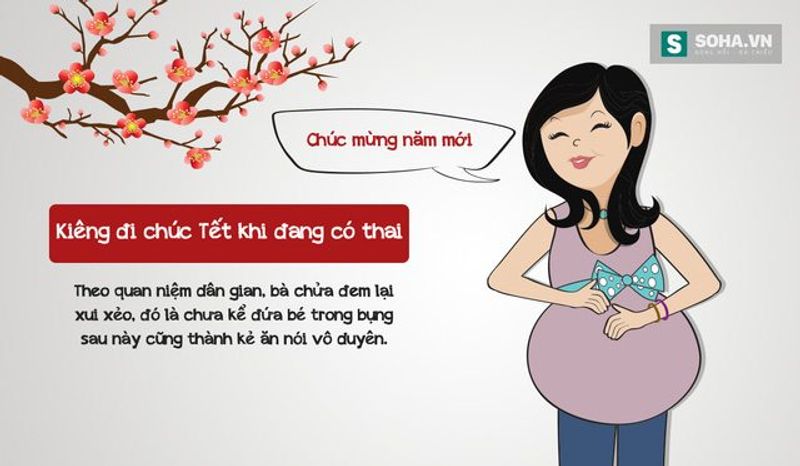 SOHA.VN
Chúc mừng năm mới
Kiêng đi chúc Tết khi đang có thai
Theo quan niệm dân gian, bà chửa đem lại
xui xẻo, đó là chưa kể đứa bé trong bụng
sau này cũng thành kẻ ăn nói vô duyên.